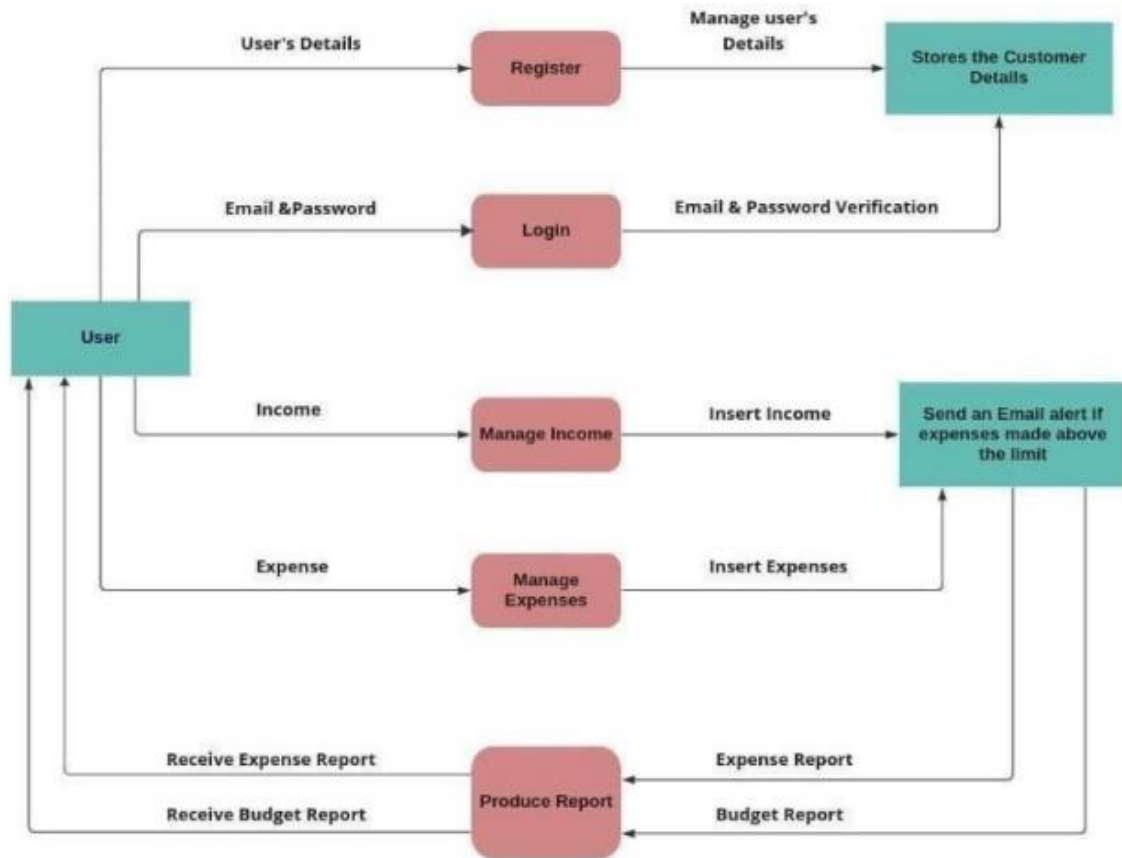 Manage user's
User's Details
Details
Register
Stores the Customer
Details
Email &Password
Email & Password Verification
Login
User
Income
Insert Income
Manage Income
Send an Email alert if
expenses made above
the limit
Expense
Insert Expenses
Manage
Expenses
Receive Expense Report
Expense Report
Produce Report
Receive Budget Report
Budget Report